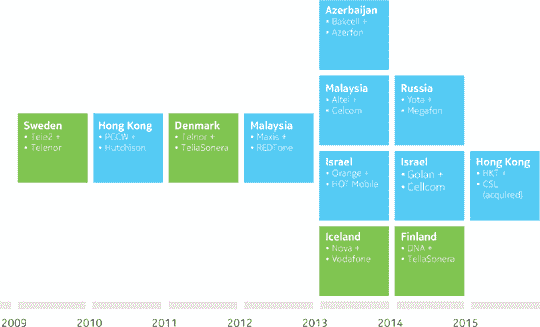 Azerbaijan
• Bakcell +
• Azerfon
Malaysia
• Altel +
• Celcom
Russia
• Yota +
• Megafon
Sweden
• Tele2 +
• Telenor
Hong Kong
• PCCW +
• Hutchison
Denmark
• Telnor +
• TeliaSonera
Malaysia
• Maxis +
• REDTone
Israel
• Orange +
• HOT Mobile
Israel
• Golan +
• Cellcom
Hong Kong
• HKT +
• CSL
(acquired)
Iceland
• Nova +
• Vodafone
Finland
• DNA +
• TeliaSonera
2009 2010 2011 2012 2013 2014 2015